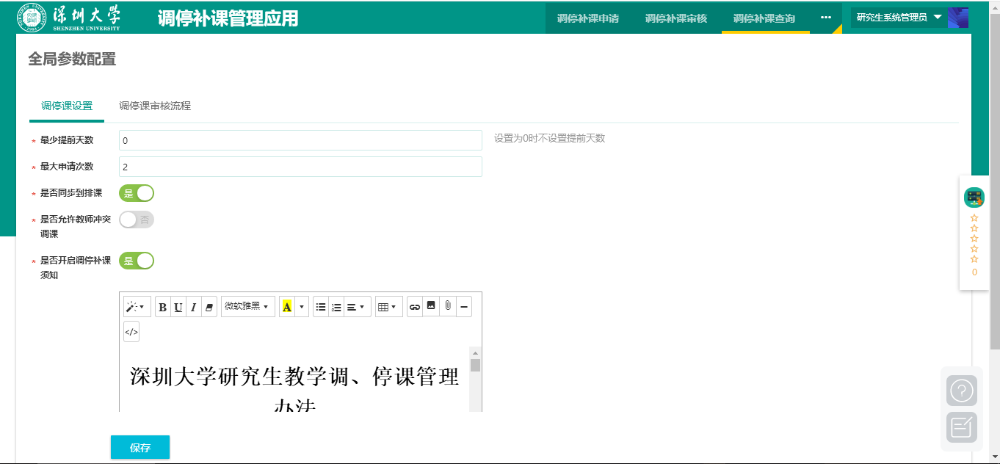 深圳大学
SHENZHEN UNIVERSITY
调停补课管理应用
调停补课申请
调停补课审核
调停补课查询
•••
研究生系统管理员
全局参数配置
调停课设置
调停课审核流程
* 最少提前天数
0
设置为0时不设置提前天数
* 最大申请次数
2
* 是否同步到排课
是
* 是否允许教师冲突
调课
否
* 是否开启调停补课
须知
是
B U I
微软雅黑
A
</>
深圳大学研究生教学调、停课管理
办法
0
保存